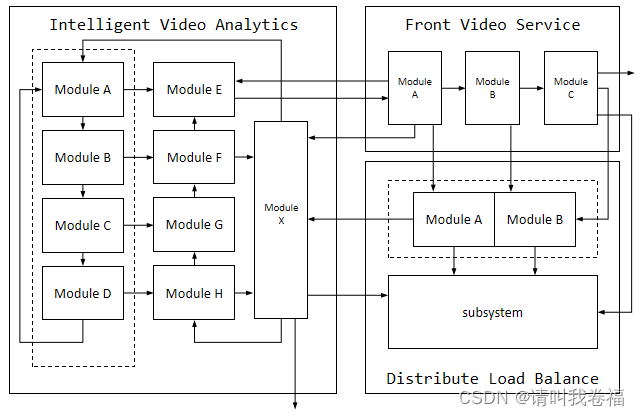 Intelligent Video Analytics
Module A
Module E
Module B
Module F
Module C
Module G
Module D
Module H
Module
X
Front Video Service
Module
A
Module
B
Module
C
Module A
Module B
subsystem
Distribute Load Balance
CSDN @请叫我卷福